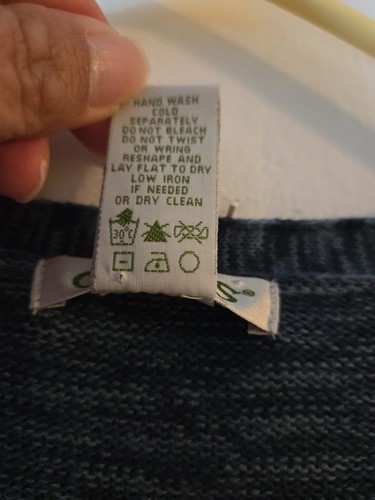 HAND WASH
COLD
SEPARATELY
DO NOT BLEACH
DO NOT TWIST
OR WRING
RESHAPE AND
LAY FLAT TO DRY
LOW IRON
IF NEEDED
OR DRY CLEAN
30°C